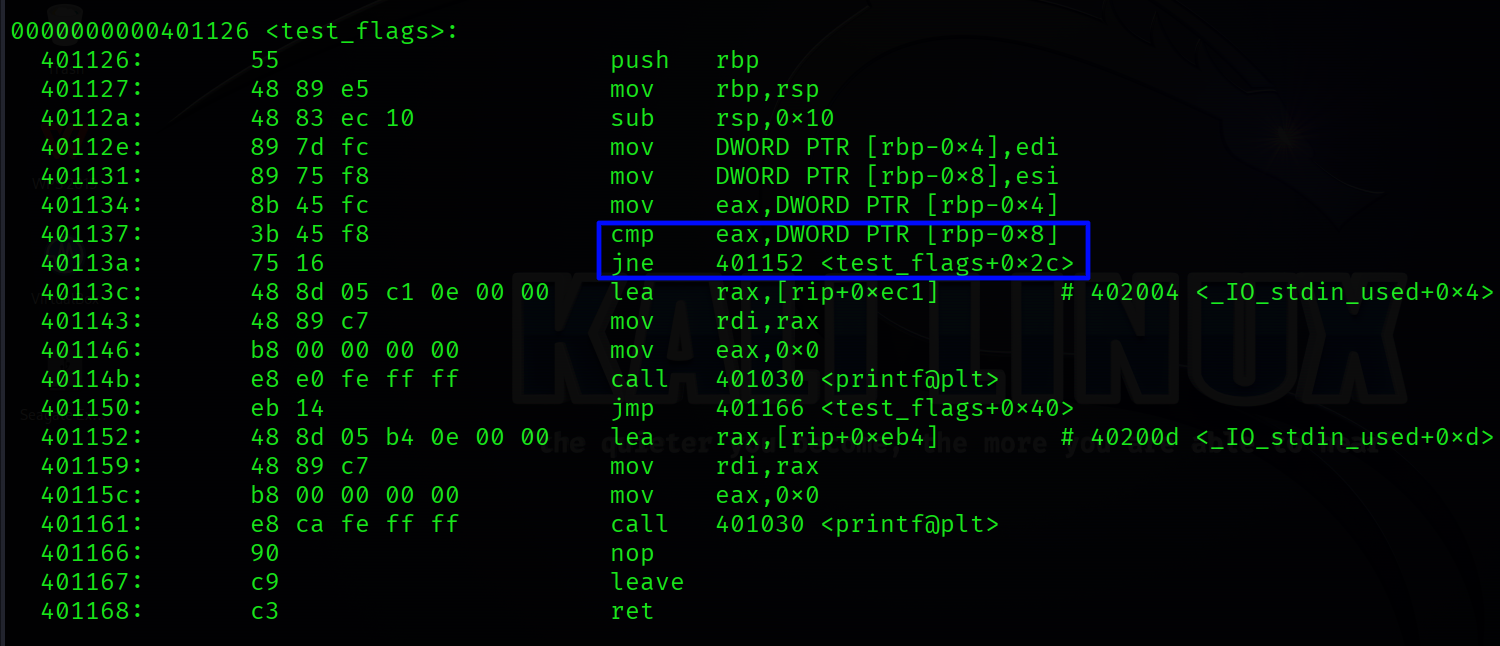 0000000000401126 <test_flags>:
401126: 55 push rbp
401127: 48 89 e5 mov rbp,rsp
40112a: 48 83 ec 10 sub rsp,0×10
40112e: 89 7d fc mov DWORD PTR [rbp-0×4],edi
401131: 89 75 f8 mov DWORD PTR [rbp-0×8],esi
401134: 8b 45 fc mov eax,DWORD PTR [rbp-0×4]
401137: 3b 45 f8 cmp eax,DWORD PTR [rbp-0×8]
40113a: 75 16 jne 401152 <test_flags+0×2c>
40113c: 48 8d 05 c1 0e 00 00 lea rax,[rip+0×ec1] # 402004 <_IO_stdin_used+0×4>
401143: 48 89 c7 mov rdi,rax
401146: b8 00 00 00 00 mov eax,0×0
40114b: e8 e0 fe ff ff call 401030 <printf@plt>
401150: eb 14 jmp 401166 <test_flags+0×40>
401152: 48 8d 05 b4 0e 00 00 lea rax,[rip+0×eb4] # 40200d <_IO_stdin_used+0×d>
401159: 48 89 c7 mov rdi,rax
40115c: b8 00 00 00 00 mov eax,0×0
401161: e8 ca fe ff ff call 401030 <printf@plt>
401166: 90 nop
401167: c9 leave
401168: c3 ret
KALI LINUX